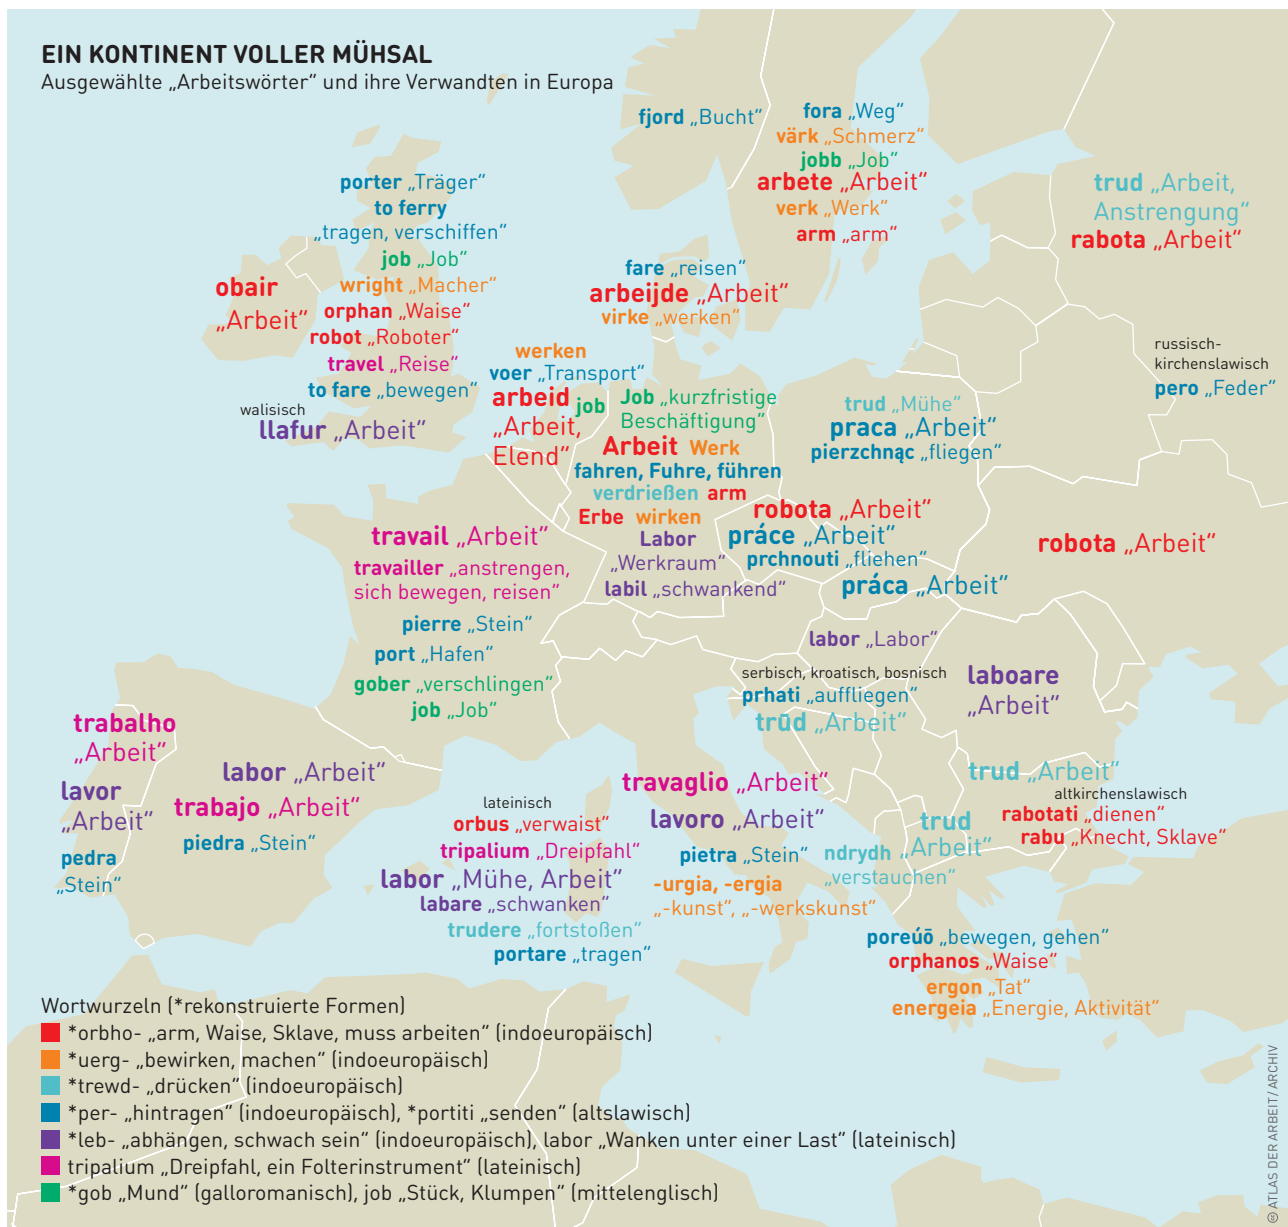 EIN KONTINENT VOLLER MÜHSAL
Ausgewählte „Arbeitswörter“ und ihre Verwandten in Europa
fjord „Bucht“
fora „Weg“
värk „Schmerz“
jobb „Job“
arbete „Arbeit“
verk „Werk“
arm „arm“
trud „Arbeit,
Anstrengung“
rabota „Arbeit“
porter „Träger“
to ferry
„tragen, verschiffen“
job „Job“
wright „Macher“
orphan „Waise“
robot „Roboter“
travel „Reise“
to fare „bewegen“
walisisch
llafur „Arbeit“
obair
„Arbeit“
fare „reisen“
arbeijde „Arbeit“
virke „werken“
werken
voer „Transport“
arbeid
job
„Arbeit,
Elend“
Job „kurzfristige
Beschäftigung“
Arbeit Werk
fahren, Fuhre, führen
verdrießen arm
Erbe wirken
Labor
„Werkraum“
labil „schwankend“
russisch-
kirchenslawisch
pero „Feder“
trud „Mühe“
praca „Arbeit“
pierzchnąc „fliegen“
robota „Arbeit“
práce „Arbeit“
prchnouti „fliehen“
práca „Arbeit“
robota „Arbeit“
travail „Arbeit“
travailler „anstrengen,
sich bewegen, reisen“
pierre „Stein“
port „Hafen“
gober „verschlingen“
job „Job“
labor „Labor“
serbisch, kroatisch, bosnisch
prhati „auffliegen“
trūd „Arbeit“
laboare
„Arbeit“
trabalho
„Arbeit“
lavor
„Arbeit“
pedra
„Stein“
labor „Arbeit“
trabajo „Arbeit“
piedra „Stein“
lateinisch
orbus „verwaist“
tripalium „Dreipfahl“
labor „Mühe, Arbeit“
labare „schwanken“
trudere „fortstoßen“
portare „tragen“
travaglio „Arbeit“
lavoro „Arbeit“
pietra „Stein“
-urgia, -ergia
„-kunst“, „-werkskunst“
ndrydh
„verstauchen“
trud
„Arbeit“
trud „Arbeit“
altkirchenslawisch
rabotati „dienen“
rabu „Knecht, Sklave“
poreúō „bewegen, gehen“
orphanos „Waise“
ergon „Tat“
energeia „Energie, Aktivität“
Wortwurzeln (*rekonstruierte Formen)
*orbho- „arm, Waise, Sklave, muss arbeiten“ (indoeuropäisch)
*uerg- „bewirken, machen“ (indoeuropäisch)
*trewd- „drücken“ (indoeuropäisch)
*per- „hintragen“ (indoeuropäisch), *portiti „senden“ (altslawisch)
*leb- „abhängen, schwach sein“ (indoeuropäisch), labor „Wanken unter einer Last“ (lateinisch)
tripalium „Dreipfahl, ein Folterinstrument“ (lateinisch)
*gob „Mund“ (galloromanisch), job „Stück, Klumpen“ (mittelenglisch)
ATLAS DER ARBEIT / ARCHIV